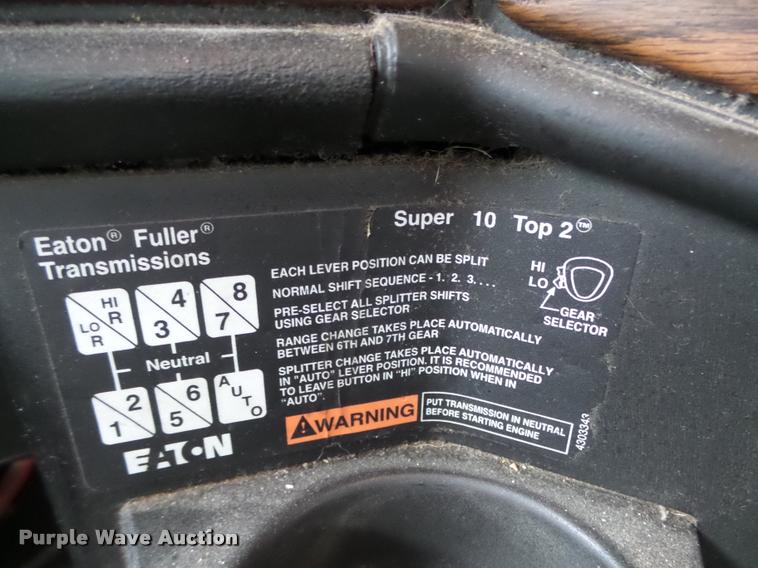 Eaton® Fuller®
Transmissions
Super 10 Top 2™
HI
R
LO
R
4
3
8
7
Neutral
2
1
6
5
AUTO
EATON
EACH LEVER POSITION CAN BE SPLIT
NORMAL SHIFT SEQUENCE - 1. 2. 3. . . .
PRE-SELECT ALL SPLITTER SHIFTS
USING GEAR SELECTOR
RANGE CHANGE TAKES PLACE AUTOMATICALLY
BETWEEN 6TH AND 7TH GEAR
SPLITTER CHANGE TAKES PLACE AUTOMATICALLY
IN "AUTO" LEVER POSITION. IT IS RECOMMENDED
TO LEAVE BUTTON IN "HI" POSITION WHEN IN
"AUTO".
HI
LO
GEAR
SELECTOR
WARNING
PUT TRANSMISSION IN NEUTRAL
BEFORE STARTING ENGINE
4303343
Purple Wave Auction